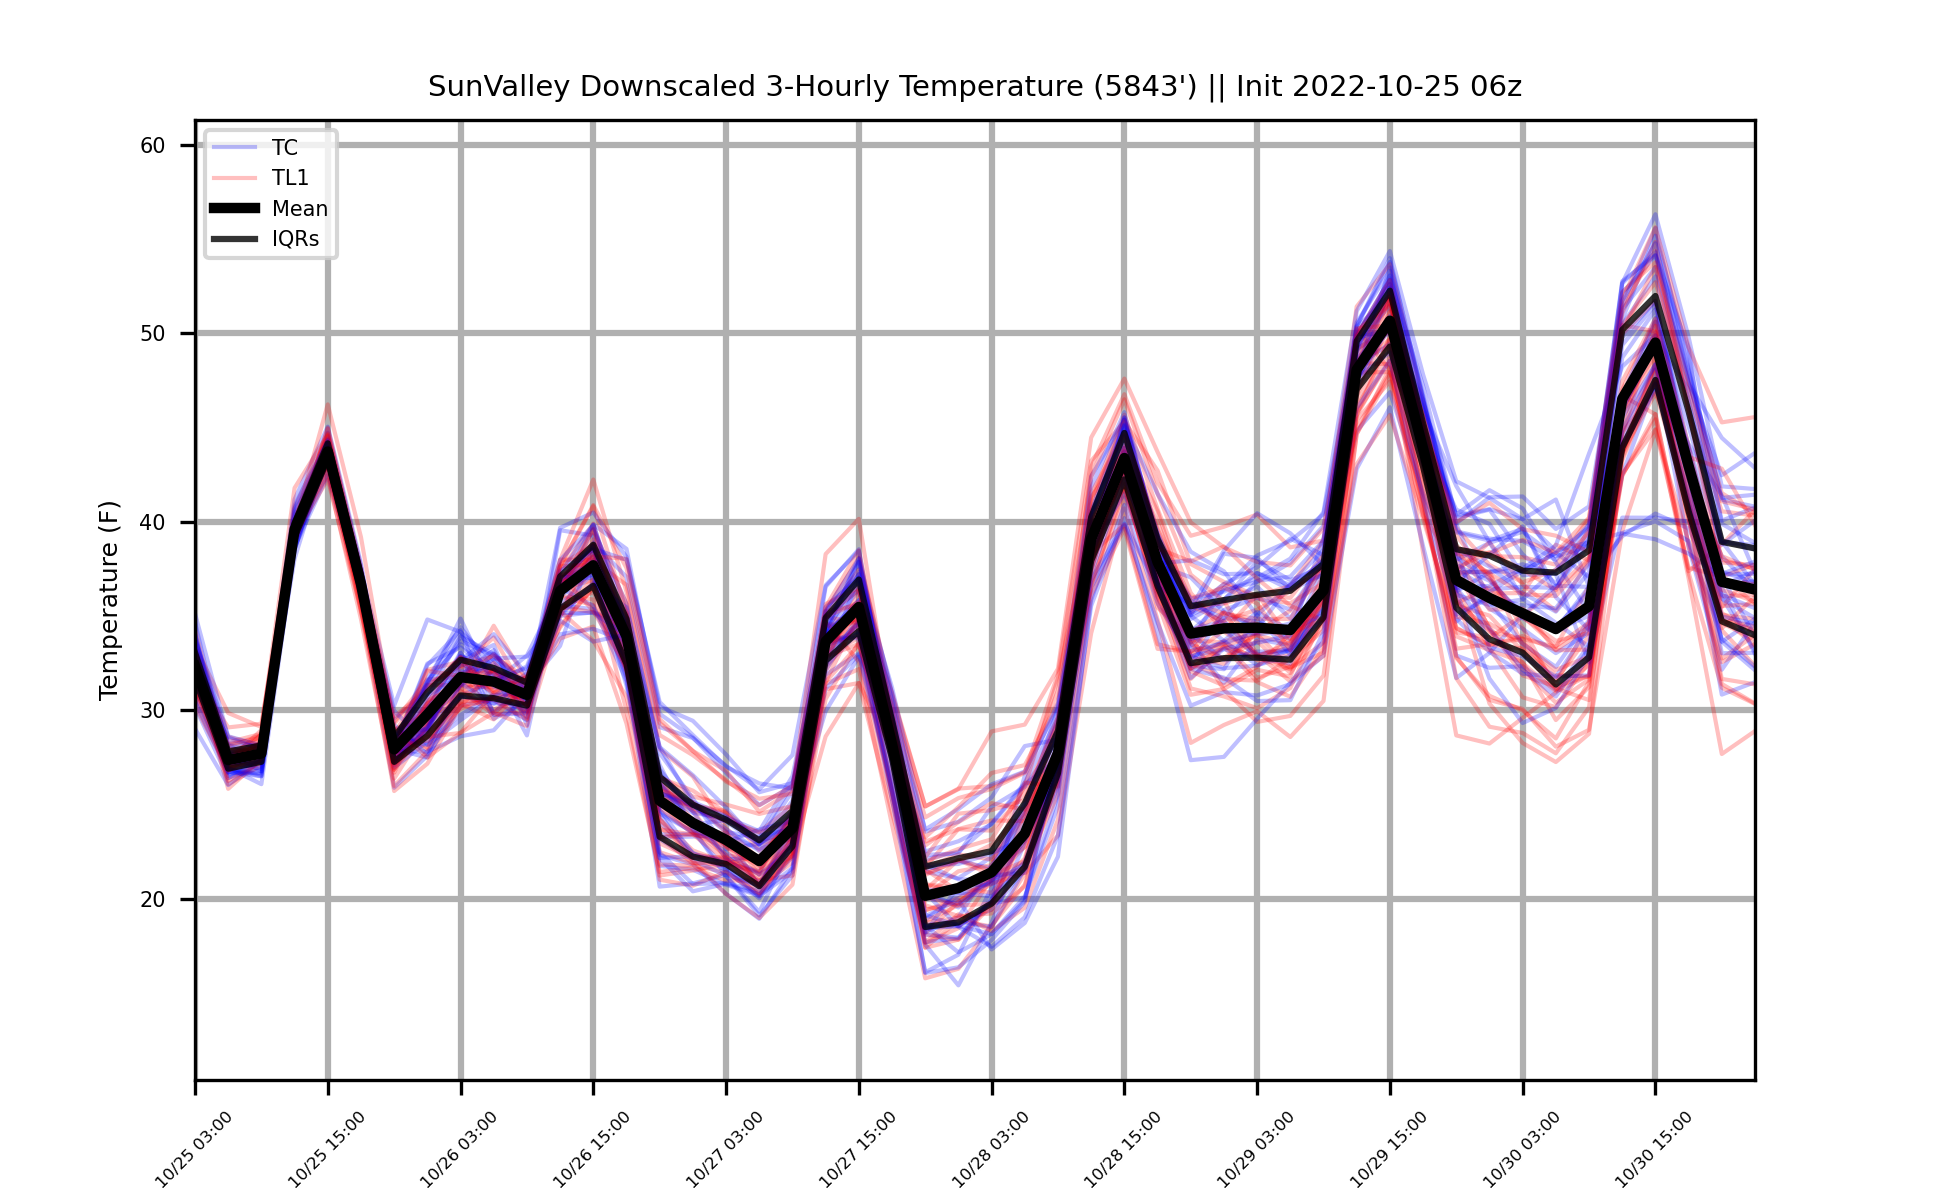 SunValley Downscaled 3-Hourly Temperature (5843') || Init 2022-10-25 06z
TC
TL1
Mean
IQRs
Temperature (F)
60
50
40
30
20
10/25 03:00
10/25 15:00
10/26 03:00
10/26 15:00
10/27 03:00
10/27 15:00
10/28 03:00
10/28 15:00
10/29 03:00
10/29 15:00
10/30 03:00
10/30 15:00